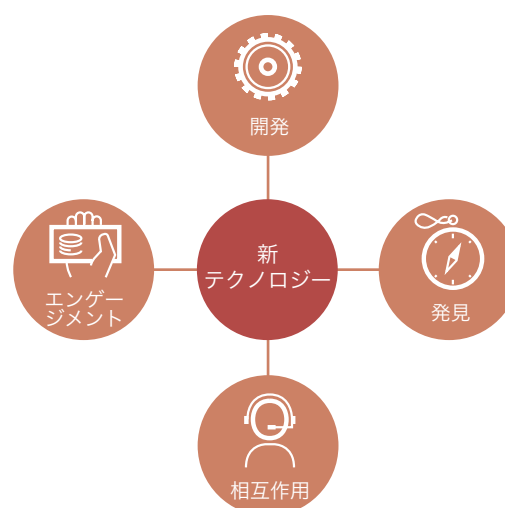 開発
新
テクノロジー
エンゲー
ジメント
発見
相互作用